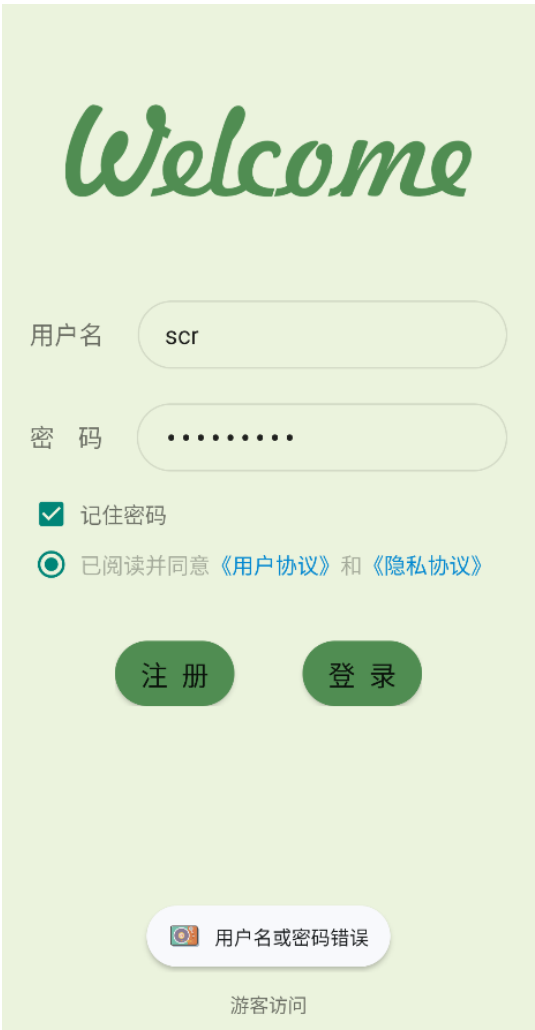 Welcome
用户名 scr
密 码 •••••••••
记住密码
已阅读并同意《用户协议》和《隐私协议》
注 册 登 录
用户名或密码错误
游客访问